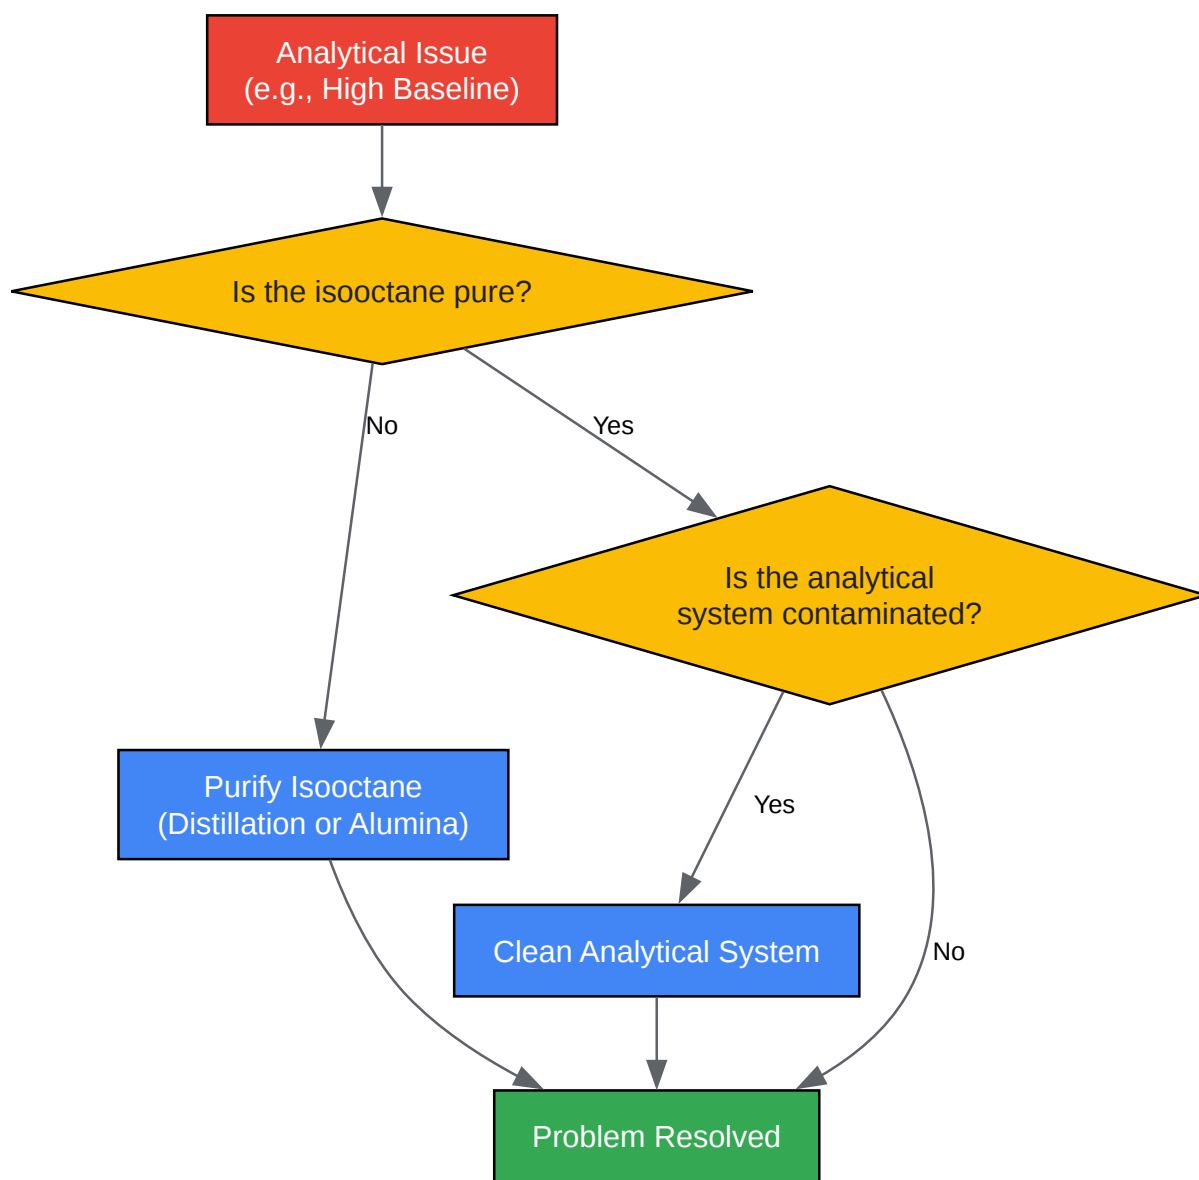 Analytical Issue
(e.g., High Baseline)
Is the isooctane pure?
No
Yes
Is the analytical
system contaminated?
Purify Isooctane
(Distillation or Alumina)
Yes
Clean Analytical System
No
Problem Resolved